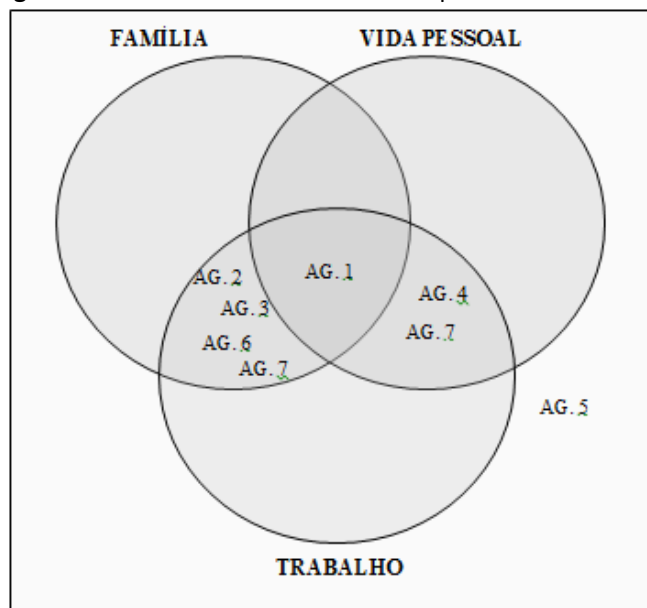 FAMÍLIA
VIDA PESSOAL
AG. 1
AG. 2
AG. 3
AG. 6
AG. 7
AG. 4
AG. 7
AG. 5
TRABALHO